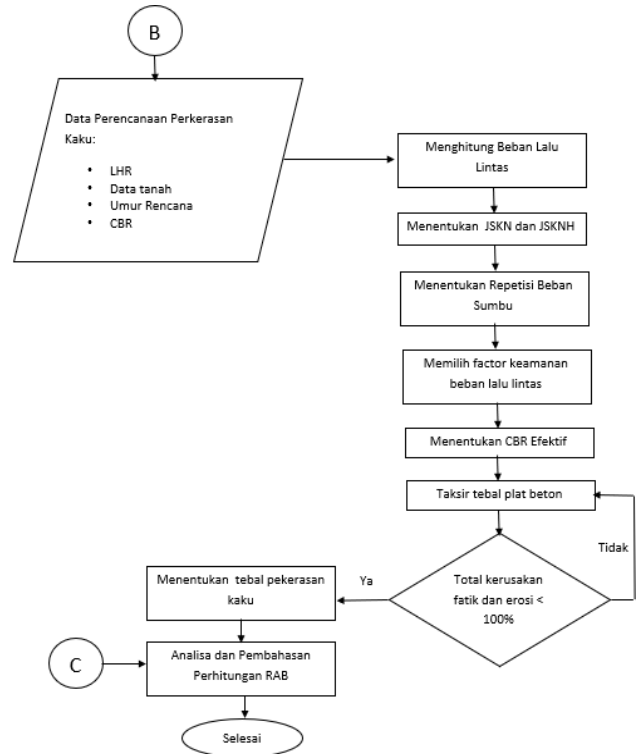 B
Data Perencanaan Perkerasan
Kaku:
• LHR
• Data tanah
• Umur Rencana
• CBR
Menghitung Beban Lalu
Lintas
Menentukan JSKN dan JSKNH
Menentukan Repetisi Beban
Sumbu
Memilih factor keamanan
beban lalu lintas
Menentukan CBR Efektif
Taksir tebal plat beton
Tidak
Total kerusakan
fatik dan erosi <
100%
Ya
Menentukan tebal pekerasan
kaku
C
Analisa dan Pembahasan
Perhitungan RAB
Selesai